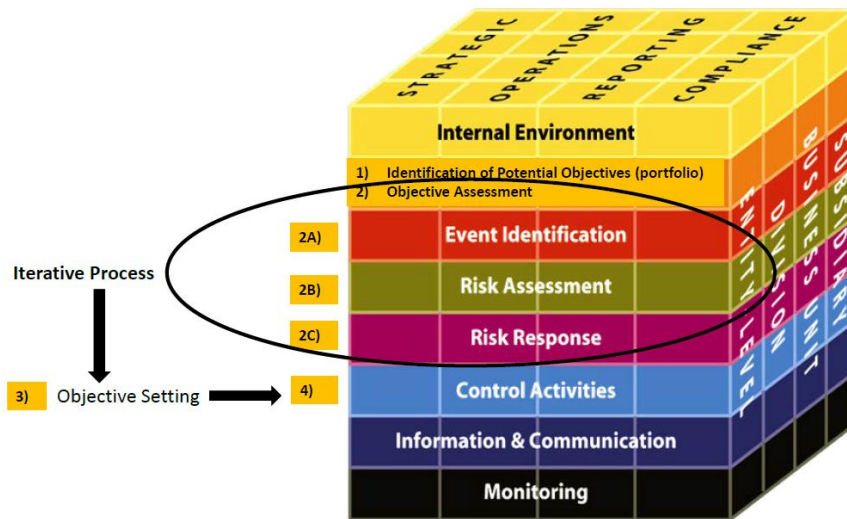 STRATEGIC
OPERATIONS
REPORTING
COMPLIANCE
Internal Environment
1) Identification of Potential Objectives (portfolio)
2) Objective Assessment
2A)
Event Identification
Iterative Process
2B)
Risk Assessment
2C)
Risk Response
3) Objective Setting
4)
Control Activities
Information & Communication
Monitoring
ENTITY LEVEL
DIVISION
BUSINESS UNIT
SUBSIDIARY